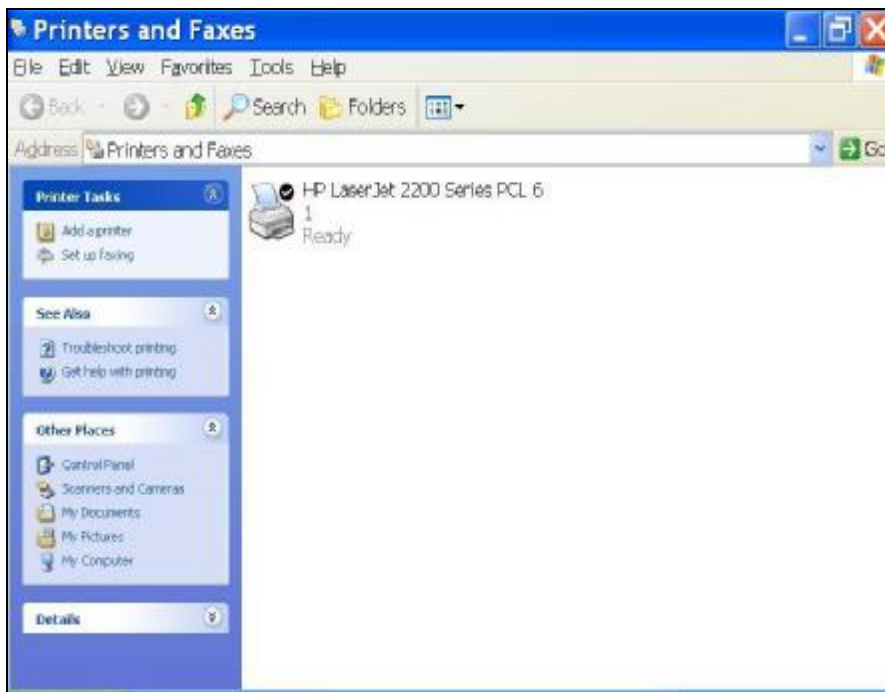 Printers and Faxes
File Edit View Favorites Tools Help
Back Search Folders
Address Printers and Faxes Go
Printer Tasks
Add a printer
Set up faxing
See Also
Troubleshoot printing
Get help with printing
Other Places
Control Panel
Scanners and Cameras
My Documents
My Pictures
My Computer
Details
HP LaserJet 2200 Series PCL 6
1
Ready